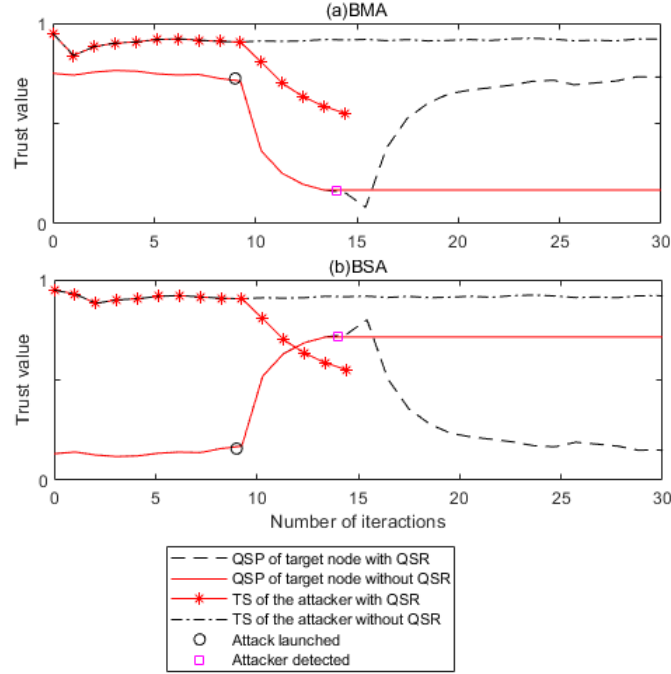 (a)BMA
1
Trust value
0
0 5 10 15 20 25 30
(b)BSA
1
Trust value
0
0 5 10 15 20 25 30
Number of iteractions
QSP of target node with QSR
QSP of target node without QSR
TS of the attacker with QSR
TS of the attacker without QSR
Attack launched
Attacker detected